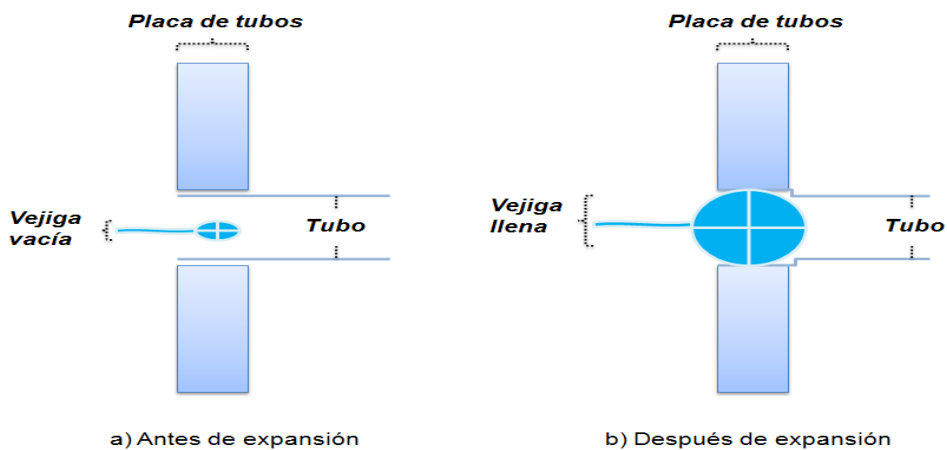 Placa de tubos
Vejiga
vacía
Tubo
a) Antes de expansión
Placa de tubos
Vejiga
llena
Tubo
b) Después de expansión